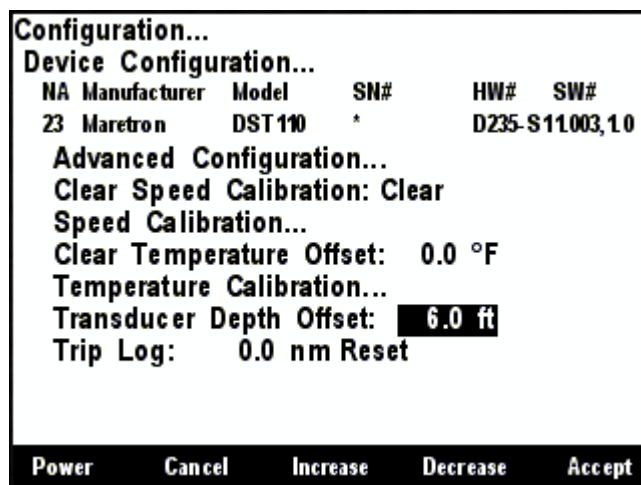 Configuration...
Device Configuration...
NA Manufacturer Model SN# HW# SW#
23 Maretron DST110 * D235-S11.003,1.0
Advanced Configuration...
Clear Speed Calibration: Clear
Speed Calibration...
Clear Temperature Offset: 0.0 °F
Temperature Calibration...
Transducer Depth Offset: 6.0 ft
Trip Log: 0.0 nm Reset
Power Cancel Increase Decrease Accept